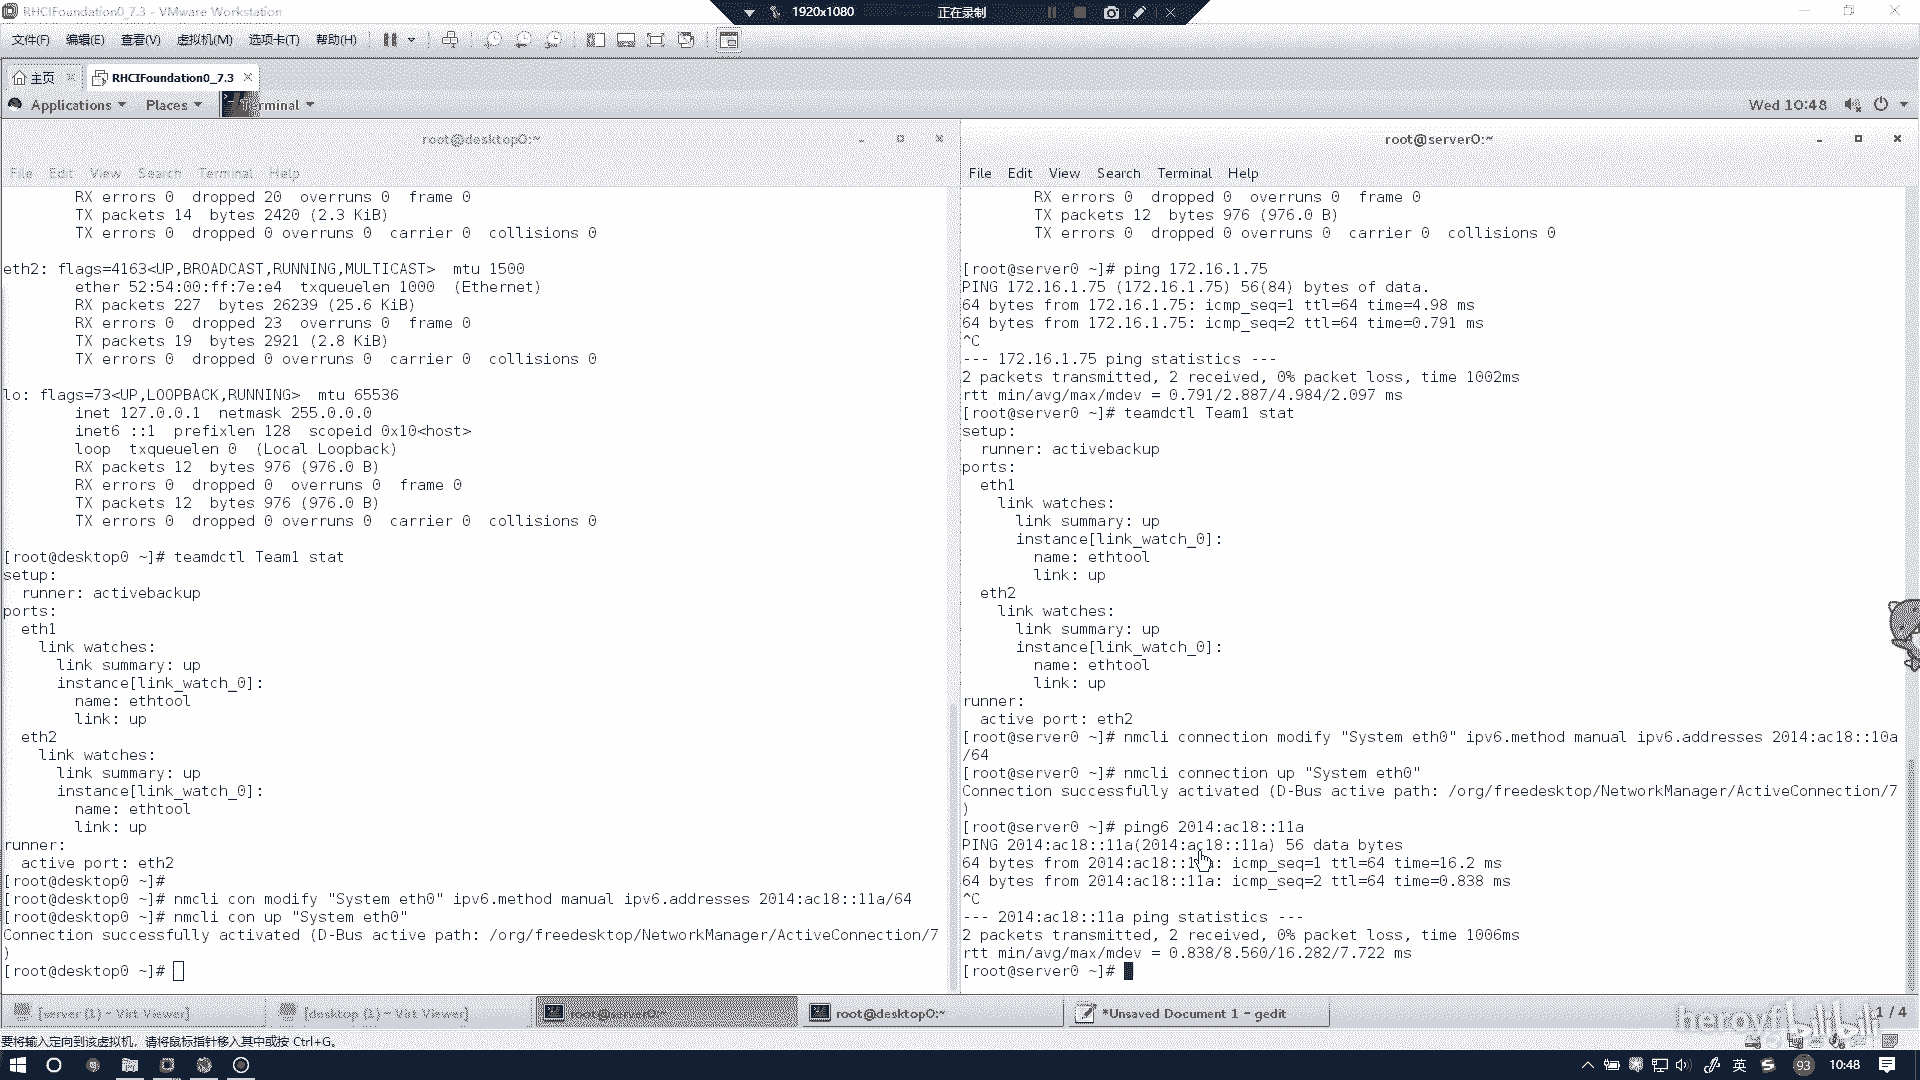 RHCIFoundation0_7.3 - VMware Workstation
1920x1080
正在录制
文件(F) 编辑(E) 查看(V) 虚拟机(M) 选项卡(T) 帮助(H)
主页
RHCIFoundation0_7.3
Applications Places Terminal
Wed 10:48
root@desktop0:~
File Edit View Search Terminal Help
RX errors 0 dropped 20 overruns 0 frame 0
TX packets 14 bytes 2420 (2.3 KiB)
TX errors 0 dropped 0 overruns 0 carrier 0 collisions 0
eth2: flags=4163<UP,BROADCAST,RUNNING,MULTICAST> mtu 1500
ether 52:54:00:ff:7e:e4 txqueuelen 1000 (Ethernet)
RX packets 227 bytes 26239 (25.6 KiB)
RX errors 0 dropped 23 overruns 0 frame 0
TX packets 19 bytes 2921 (2.8 KiB)
TX errors 0 dropped 0 overruns 0 carrier 0 collisions 0
lo: flags=73<UP,LOOPBACK,RUNNING> mtu 65536
inet 127.0.0.1 netmask 255.0.0.0
inet6 ::1 prefixlen 128 scopeid 0x10<host>
loop txqueuelen 0 (Local Loopback)
RX packets 12 bytes 976 (976.0 B)
RX errors 0 dropped 0 overruns 0 frame 0
TX packets 12 bytes 976 (976.0 B)
TX errors 0 dropped 0 overruns 0 carrier 0 collisions 0
[root@desktop0 ~]# teamdctl Team1 stat
setup:
runner: activebackup
ports:
eth1
link watches:
link summary: up
instance[link_watch_0]:
name: ethtool
link: up
eth2
link watches:
link summary: up
instance[link_watch_0]:
name: ethtool
link: up
runner:
active port: eth2
[root@desktop0 ~]#
[root@desktop0 ~]# nmcli con modify "System eth0" ipv6.method manual ipv6.addresses 2014:ac18::11a/64
[root@desktop0 ~]# nmcli con up "System eth0"
Connection successfully activated (D-Bus active path: /org/freedesktop/NetworkManager/ActiveConnection/7
)
[root@desktop0 ~]#
root@server0:~
File Edit View Search Terminal Help
RX errors 0 dropped 0 overruns 0 frame 0
TX packets 12 bytes 976 (976.0 B)
TX errors 0 dropped 0 overruns 0 carrier 0 collisions 0
[root@server0 ~]# ping 172.16.1.75
PING 172.16.1.75 (172.16.1.75) 56(84) bytes of data.
64 bytes from 172.16.1.75: icmp_seq=1 ttl=64 time=4.98 ms
64 bytes from 172.16.1.75: icmp_seq=2 ttl=64 time=0.791 ms
^C
--- 172.16.1.75 ping statistics ---
2 packets transmitted, 2 received, 0% packet loss, time 1002ms
rtt min/avg/max/mdev = 0.791/2.887/4.984/2.097 ms
[root@server0 ~]# teamdctl Team1 stat
setup:
runner: activebackup
ports:
eth1
link watches:
link summary: up
instance[link_watch_0]:
name: ethtool
link: up
eth2
link watches:
link summary: up
instance[link_watch_0]:
name: ethtool
link: up
runner:
active port: eth2
[root@server0 ~]# nmcli connection modify "System eth0" ipv6.method manual ipv6.addresses 2014:ac18::10a
/64
[root@server0 ~]# nmcli connection up "System eth0"
Connection successfully activated (D-Bus active path: /org/freedesktop/NetworkManager/ActiveConnection/7
)
[root@server0 ~]# ping6 2014:ac18::11a
PING 2014:ac18::11a(2014:ac18::11a) 56 data bytes
64 bytes from 2014:ac18::11a: icmp_seq=1 ttl=64 time=16.2 ms
64 bytes from 2014:ac18::11a: icmp_seq=2 ttl=64 time=0.838 ms
^C
--- 2014:ac18::11a ping statistics ---
2 packets transmitted, 2 received, 0% packet loss, time 1006ms
rtt min/avg/max/mdev = 0.838/8.560/16.282/7.722 ms
[root@server0 ~]#
[server (1) - Virt Viewer]
[desktop (1) - Virt Viewer]
root@server0:~
root@desktop0:~
*Unsaved Document 1 - gedit
1 / 4
bilibili
要将输入定向到该虚拟机，请将鼠标指针移入其中或按 Ctrl+G。
英
93
10:48